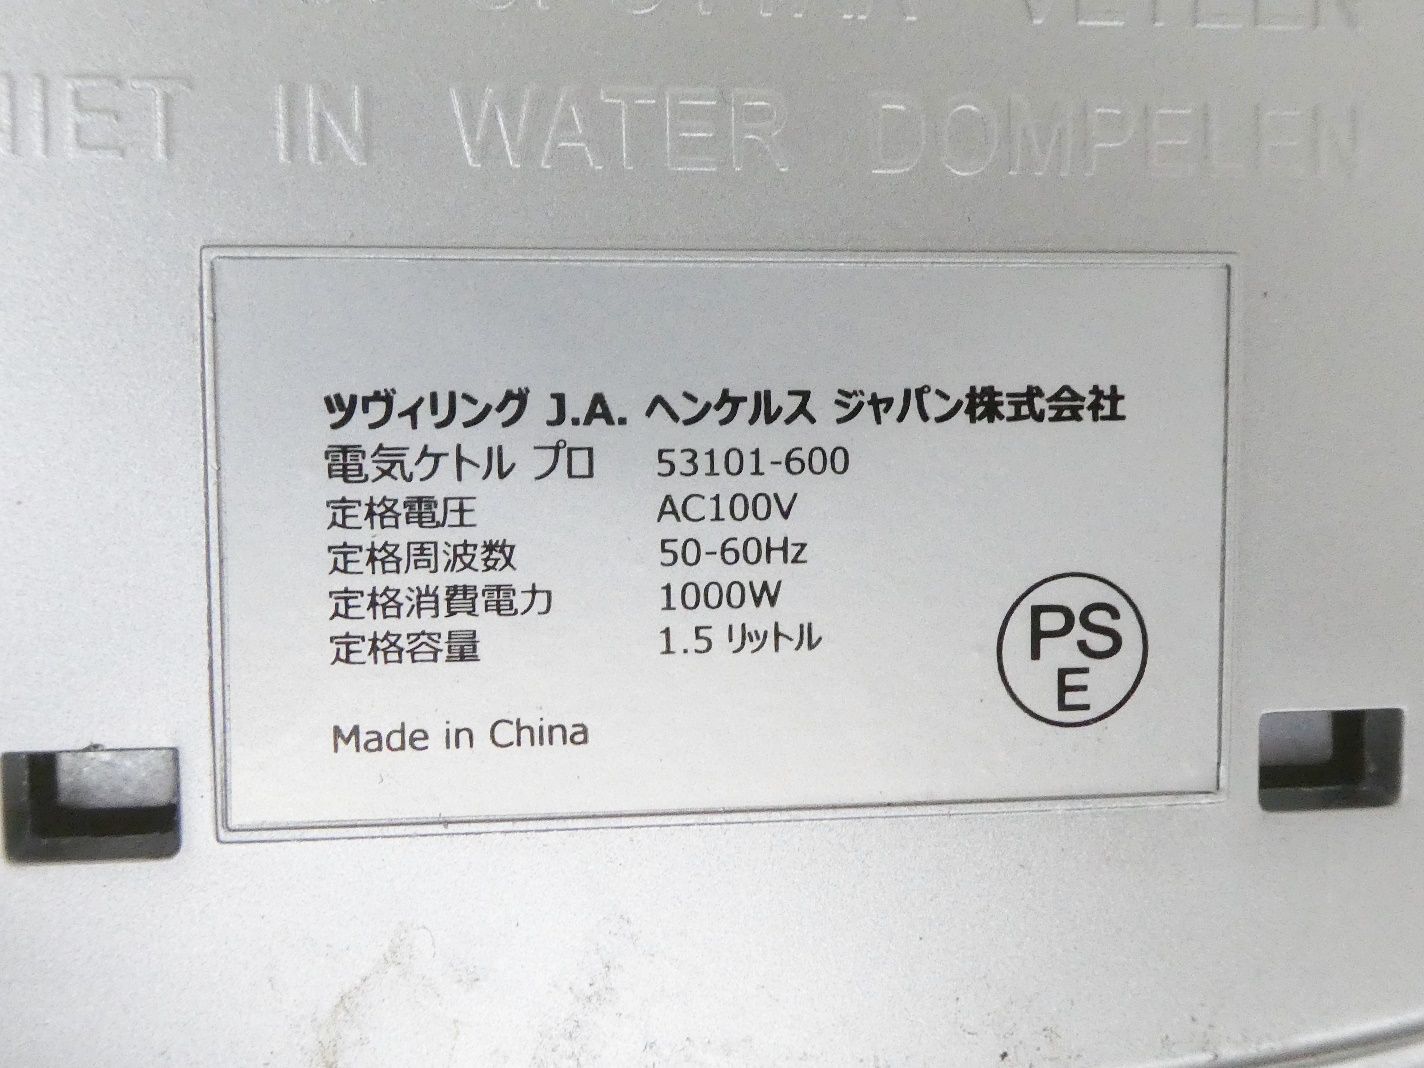 NIET IN WATER DOMPELEN
ツヴィリング J.A. ヘンケルス ジャパン株式会社
電気ケトル プロ 53101-600
定格電圧 AC100V
定格周波数 50-60Hz
定格消費電力 1000W
定格容量 1.5 リットル
PS
E
Made in China